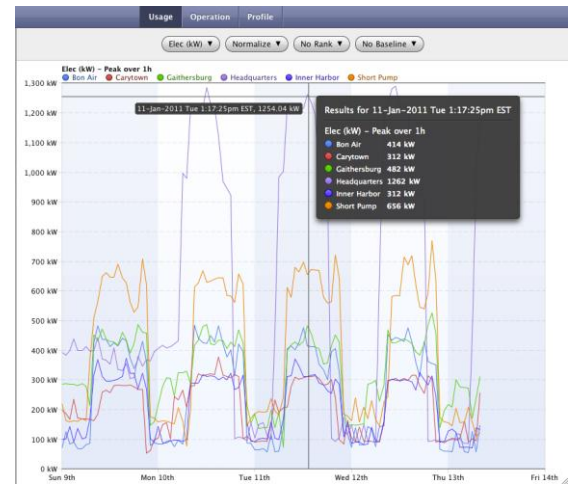 Usage Operation Profile
Elec (kW) ▼ Normalize ▼ No Rank ▼ No Baseline ▼
Elec (kW) – Peak over 1h
Bon Air Carytown Gaithersburg Headquarters Inner Harbor Short Pump
1,300 kW
1,200 kW
1,100 kW
1,000 kW
900 kW
800 kW
700 kW
600 kW
500 kW
400 kW
300 kW
200 kW
100 kW
0 kW
11-Jan-2011 Tue 1:17:25pm EST, 1254.04 kW
Results for 11-Jan-2011 Tue 1:17:25pm EST
Elec (kW) – Peak over 1h
Bon Air 414 kW
Carytown 312 kW
Gaithersburg 482 kW
Headquarters 1262 kW
Inner Harbor 312 kW
Short Pump 656 kW
Sun 9th Mon 10th Tue 11th Wed 12th Thu 13th Fri 14th